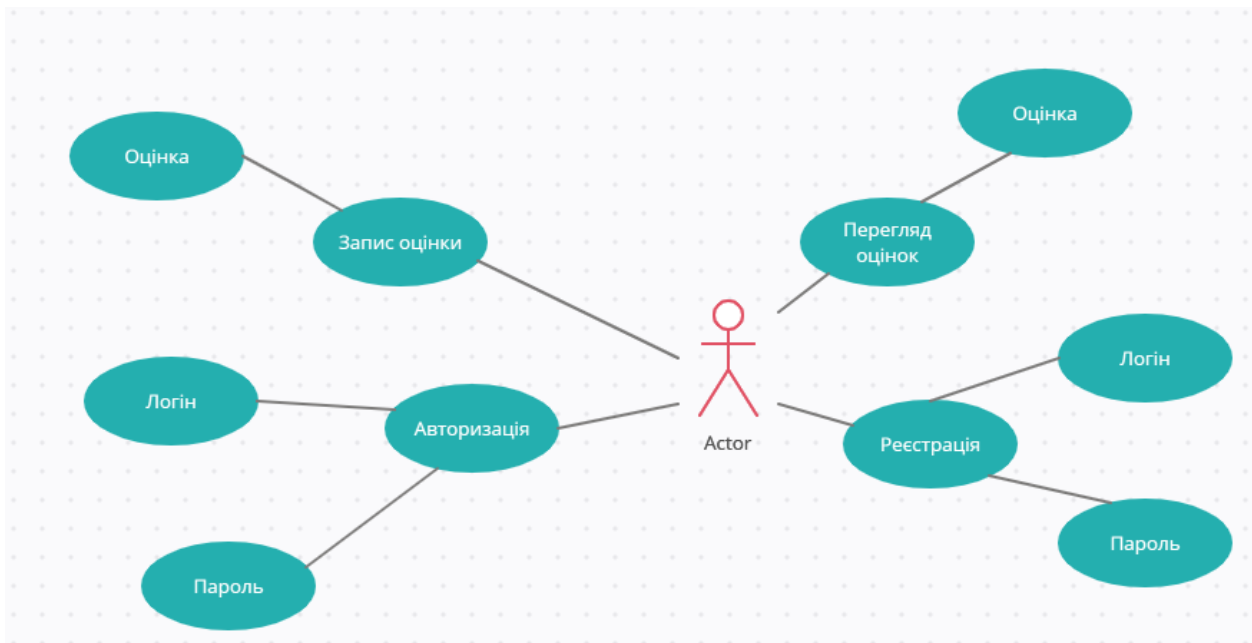 Оцінка
Оцінка
Запис оцінки
Перегляд
оцінок
Логін
Логін
Авторизація
Actor
Реєстрація
Пароль
Пароль